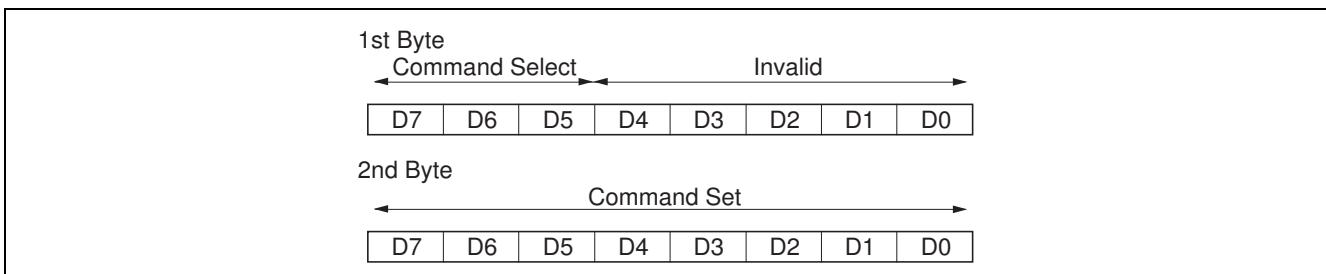 1st Byte
Command Select Invalid
D7 D6 D5 D4 D3 D2 D1 D0
2nd Byte
Command Set
D7 D6 D5 D4 D3 D2 D1 D0